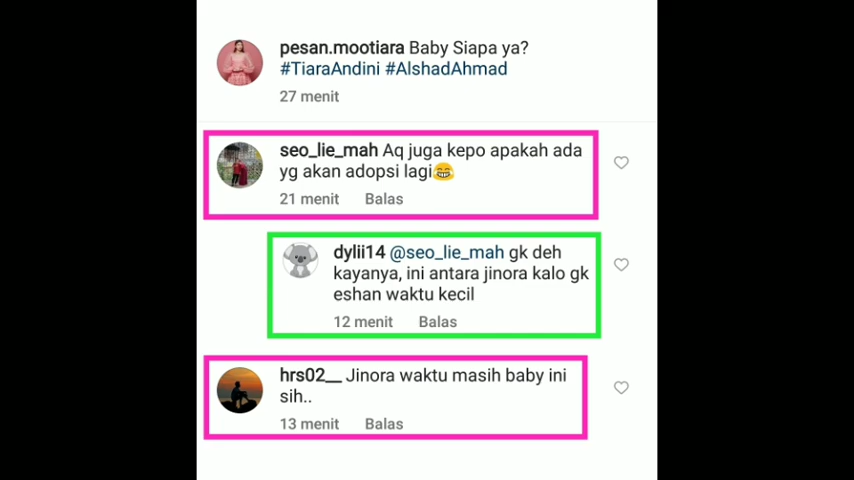 pesan.mootiara Baby Siapa ya?
#TiaraAndini #AlshadAhmad
27 menit
seo_lie_mah Aq juga kepo apakah ada
yg akan adopsi lagi😂
21 menit Balas
dylii14 @seo_lie_mah gk deh
kayanya, ini antara jinora kalo gk
eshan waktu kecil
12 menit Balas
hrs02__ Jinora waktu masih baby ini
sih..
13 menit Balas